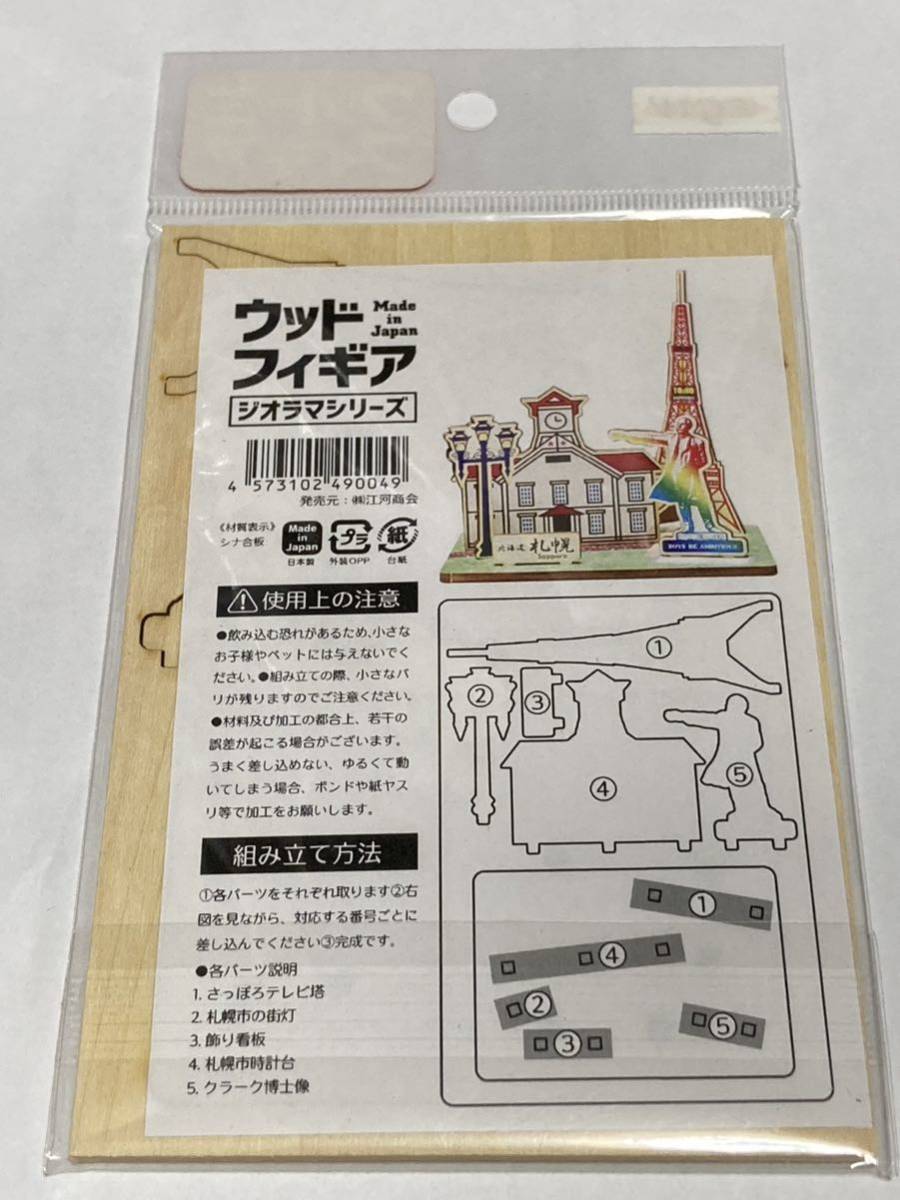 ウッド
フィギア
Made
in
Japan
ジオラマシリーズ
4 573102 490049
発売元：㈱江河商会
《材質表示》
シナ合板
Made
in
Japan
日本製
プラ
外装OPP
紙
台紙
使用上の注意
●飲み込む恐れがあるため、小さな
お子様やペットには与えないでく
ださい。●組み立ての際、小さなバ
リが残りますのでご注意ください。
●材料及び加工の都合上、若干の
誤差が起こる場合がございます。
うまく差し込めない、ゆるくて動
いてしまう場合、ボンドや紙ヤス
リ等で加工をお願いします。
組み立て方法
①各パーツをそれぞれ取ります②右
図を見ながら、対応する番号ごとに
差し込んでください③完成です。
●各パーツ説明
1. さっぽろテレビ塔
2. 札幌市の街灯
3. 飾り看板
4. 札幌市時計台
5. クラーク博士像
北海道 札幌
Sapporo
BOYS BE AMBITIOUS
①
②
③
④
⑤
①
④
②
③
⑤